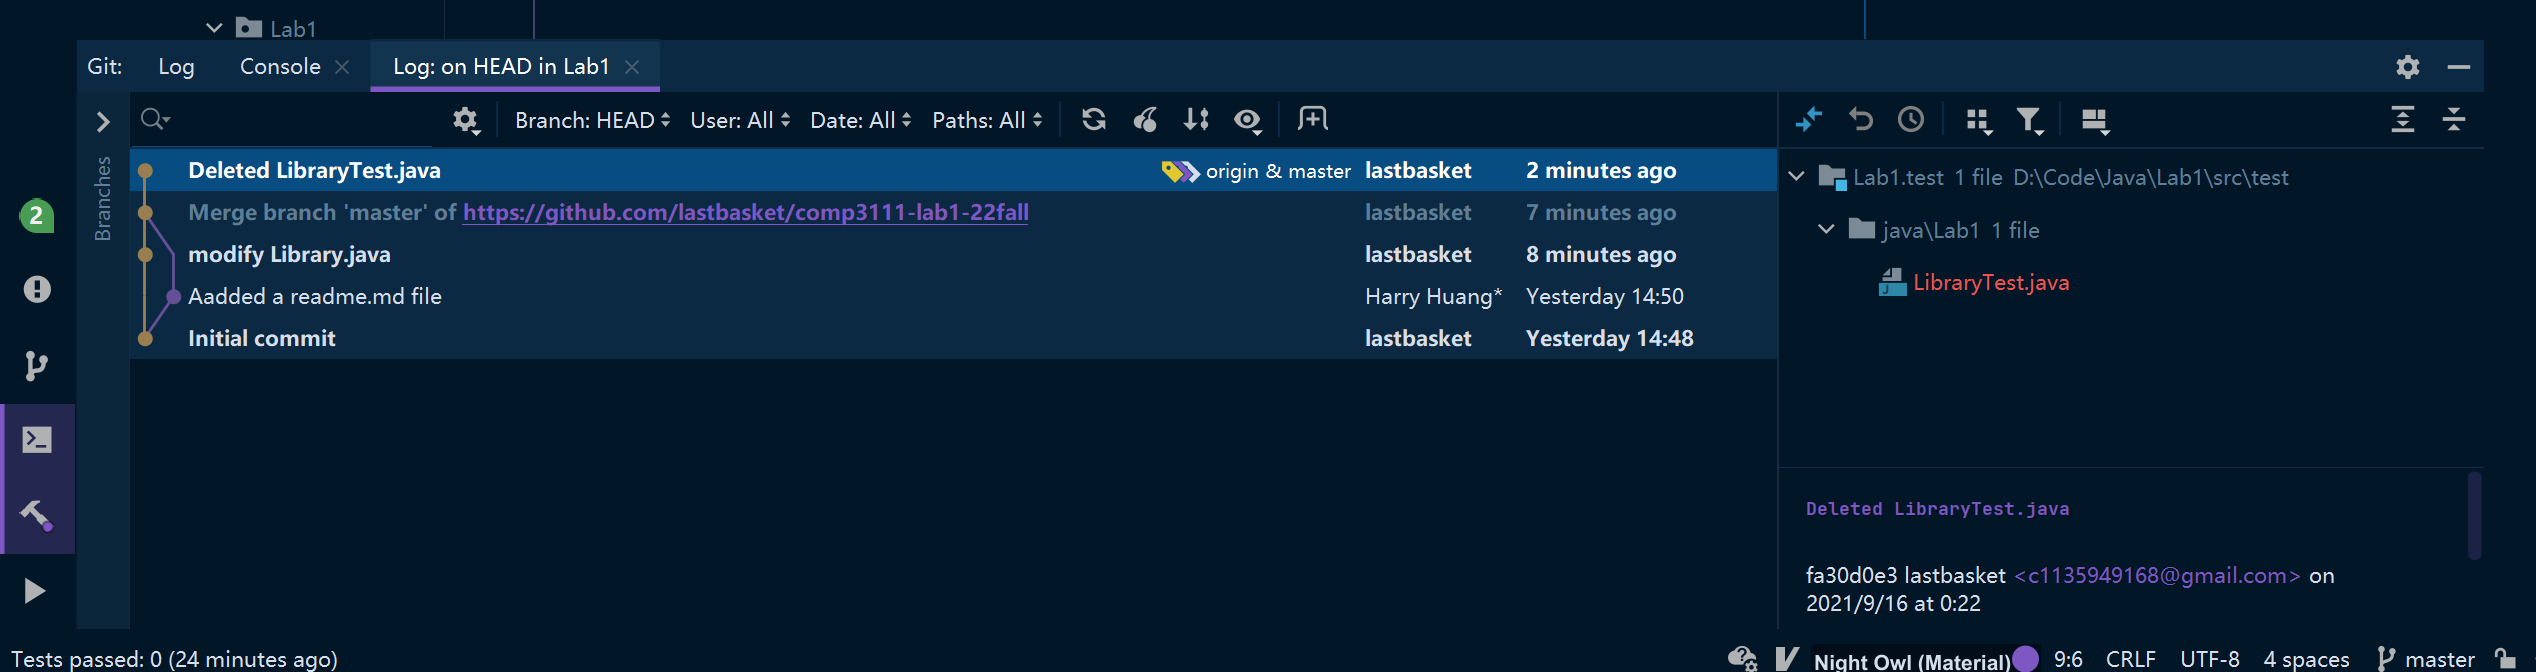 Lab1
Git: Log Console Log: on HEAD in Lab1
Branch: HEAD User: All Date: All Paths: All
Branches
Deleted LibraryTest.java origin & master lastbasket 2 minutes ago
Merge branch 'master' of https://github.com/lastbasket/comp3111-lab1-22fall lastbasket 7 minutes ago
modify Library.java lastbasket 8 minutes ago
Aadded a readme.md file Harry Huang* Yesterday 14:50
Initial commit lastbasket Yesterday 14:48
2
Lab1.test 1 file D:\Code\Java\Lab1\src\test
java\Lab1 1 file
J LibraryTest.java
Deleted LibraryTest.java
fa30d0e3 lastbasket <c1135949168@gmail.com> on
2021/9/16 at 0:22
Tests passed: 0 (24 minutes ago)
Night Owl (Material) 9:6 CRLF UTF-8 4 spaces master